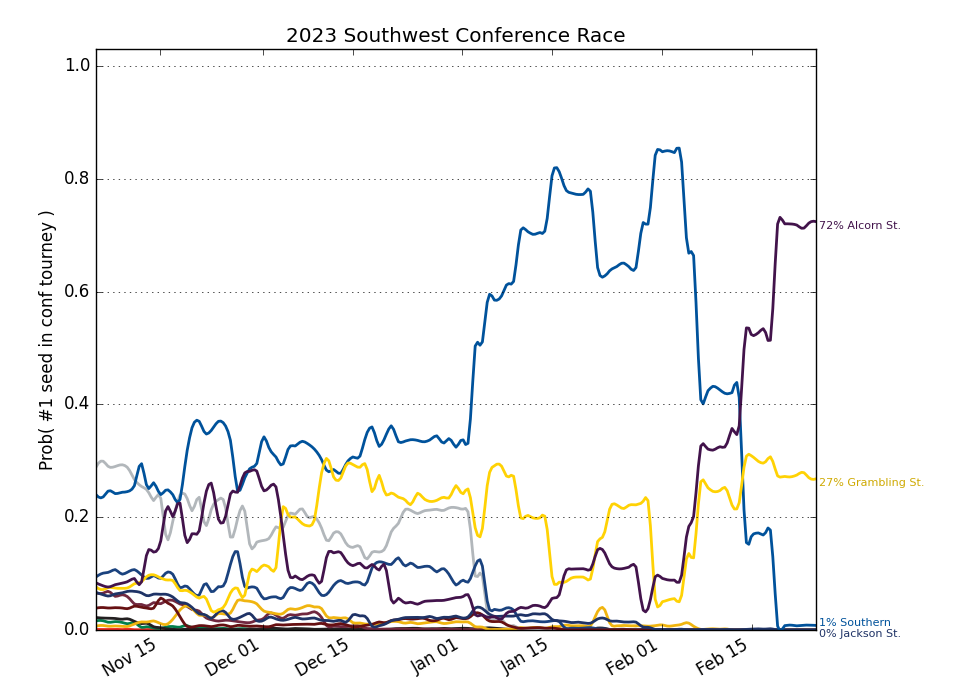 2023 Southwest Conference Race
Prob( #1 seed in conf tourney )
1.0
0.8
0.6
0.4
0.2
0.0
72% Alcorn St.
27% Grambling St.
1% Southern
0% Jackson St.
Nov 15
Dec 01
Dec 15
Jan 01
Jan 15
Feb 01
Feb 15